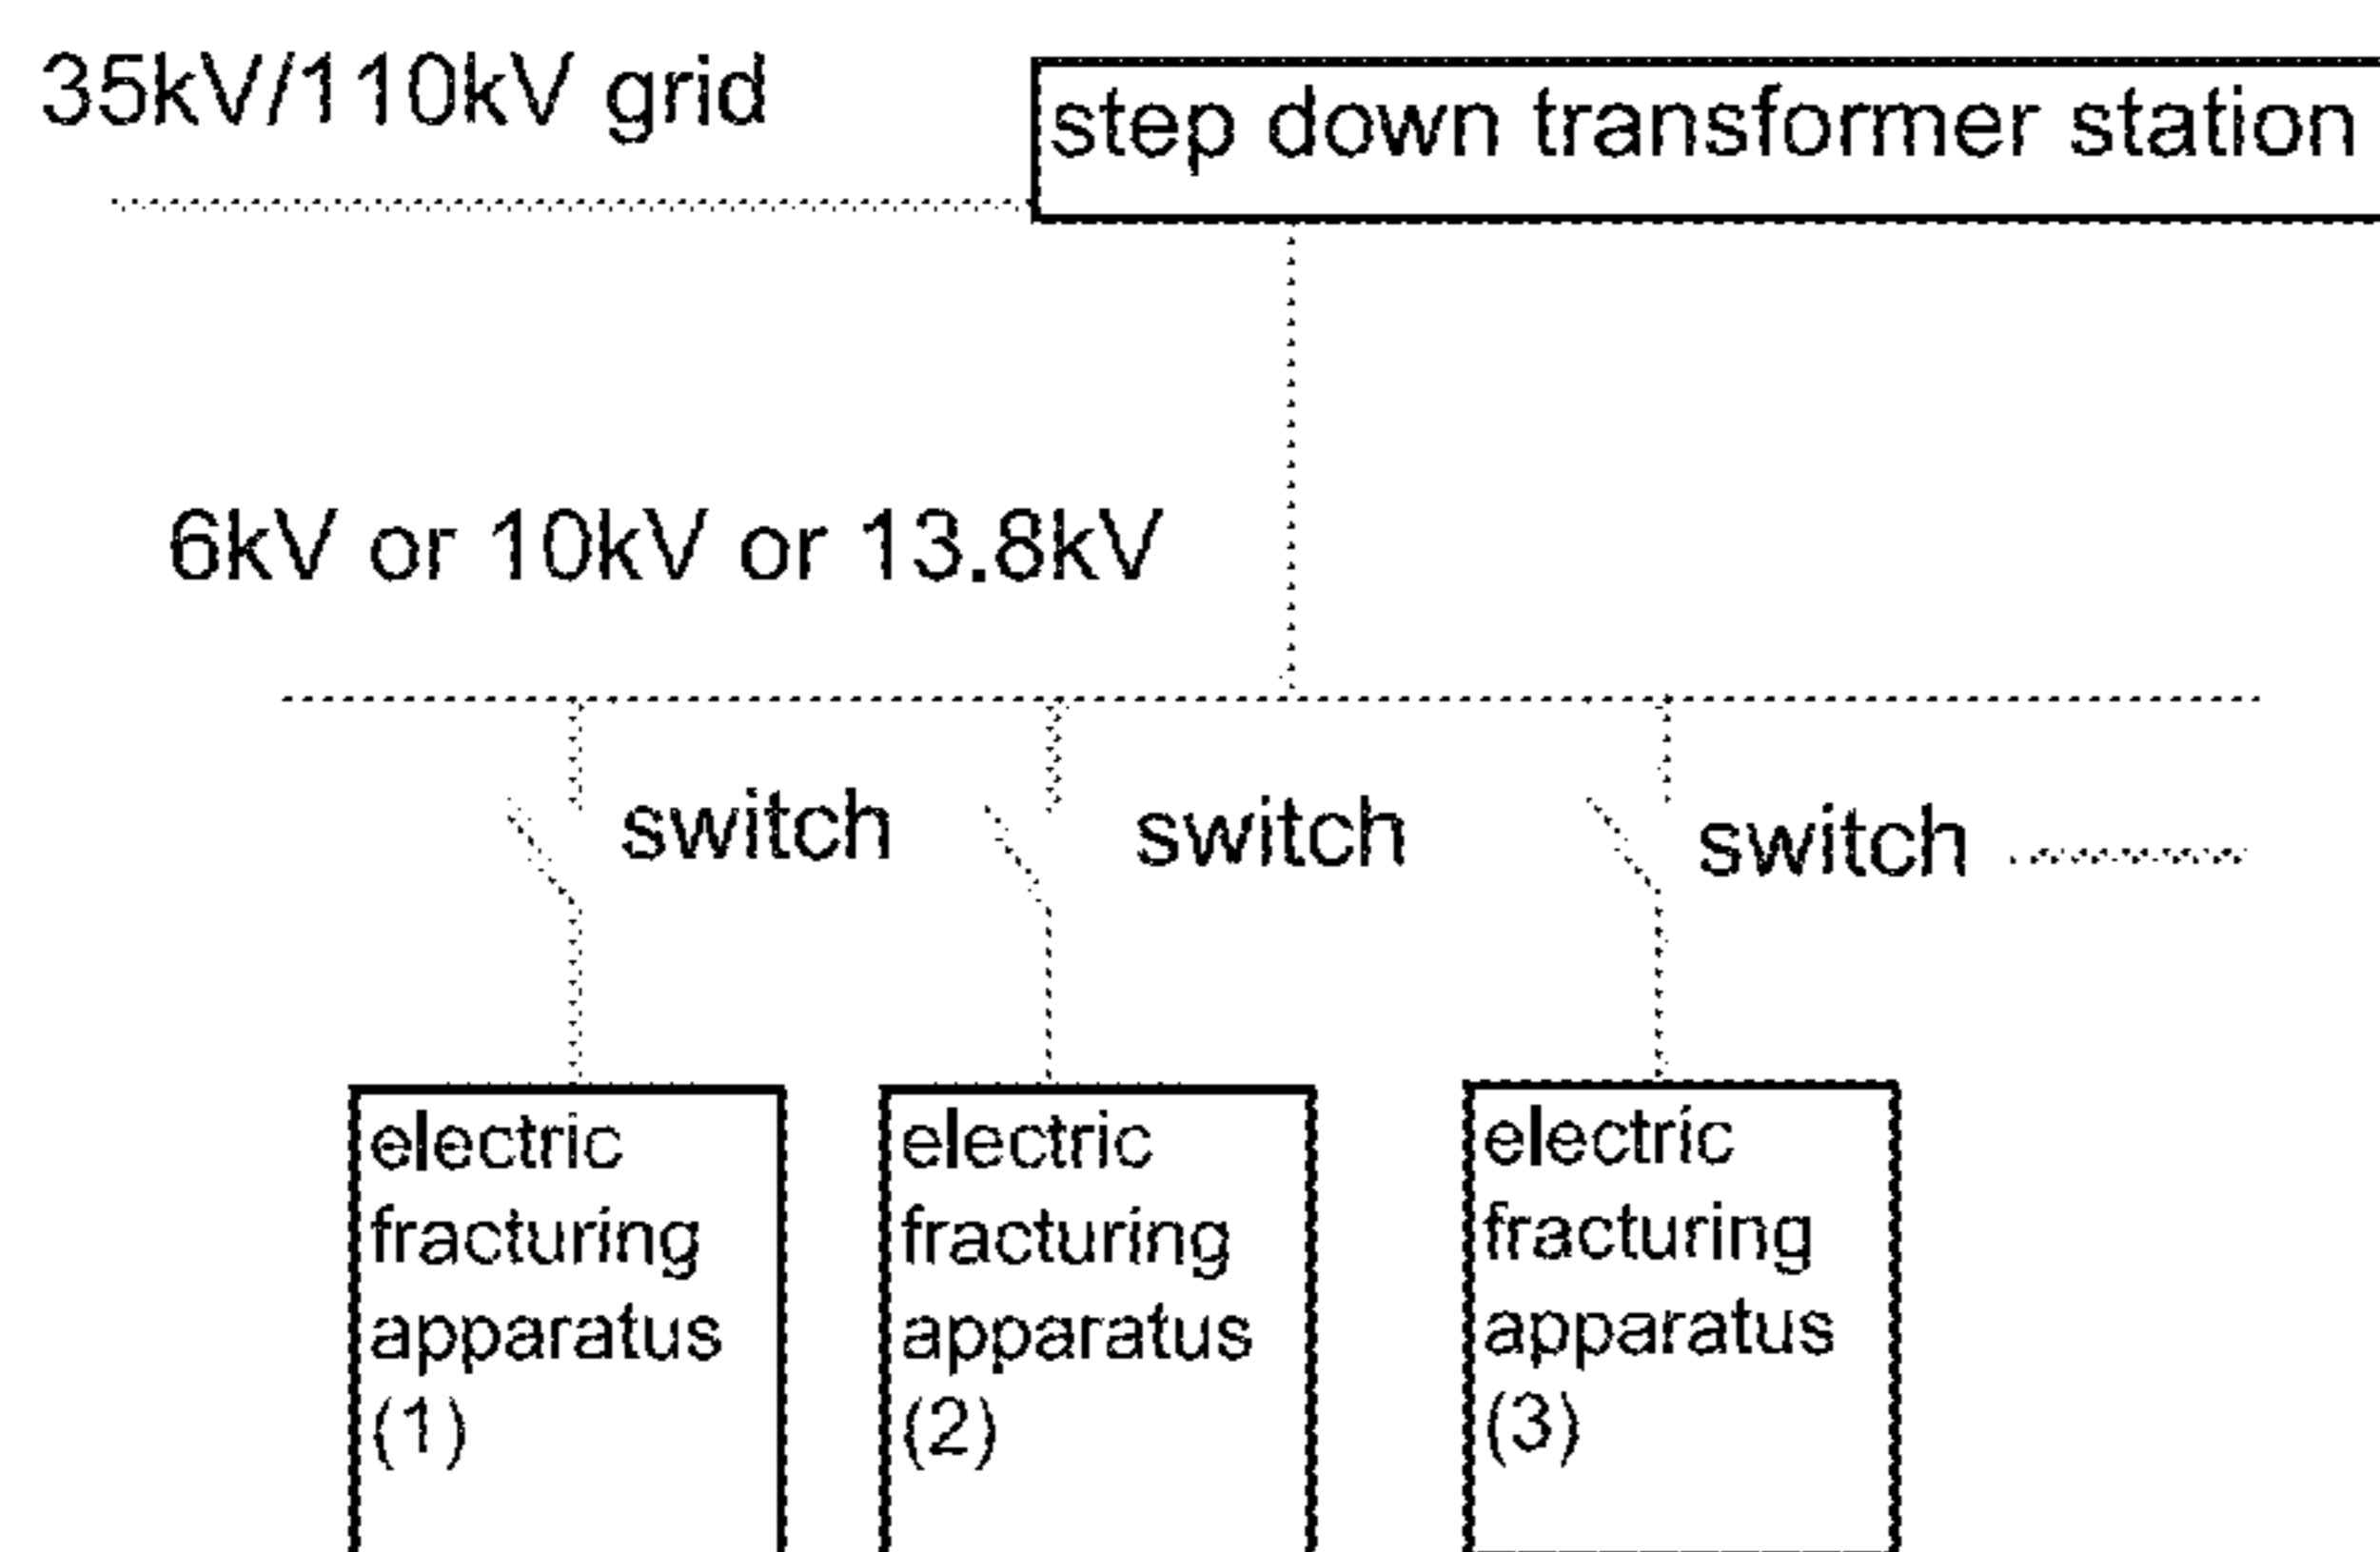 35kV/110kV grid
step down transformer station
6kV or 10kV or 13.8kV
switch
switch
switch
electric
fracturing
apparatus
(1)
electric
fracturing
apparatus
(2)
electric
fracturing
apparatus
(3)